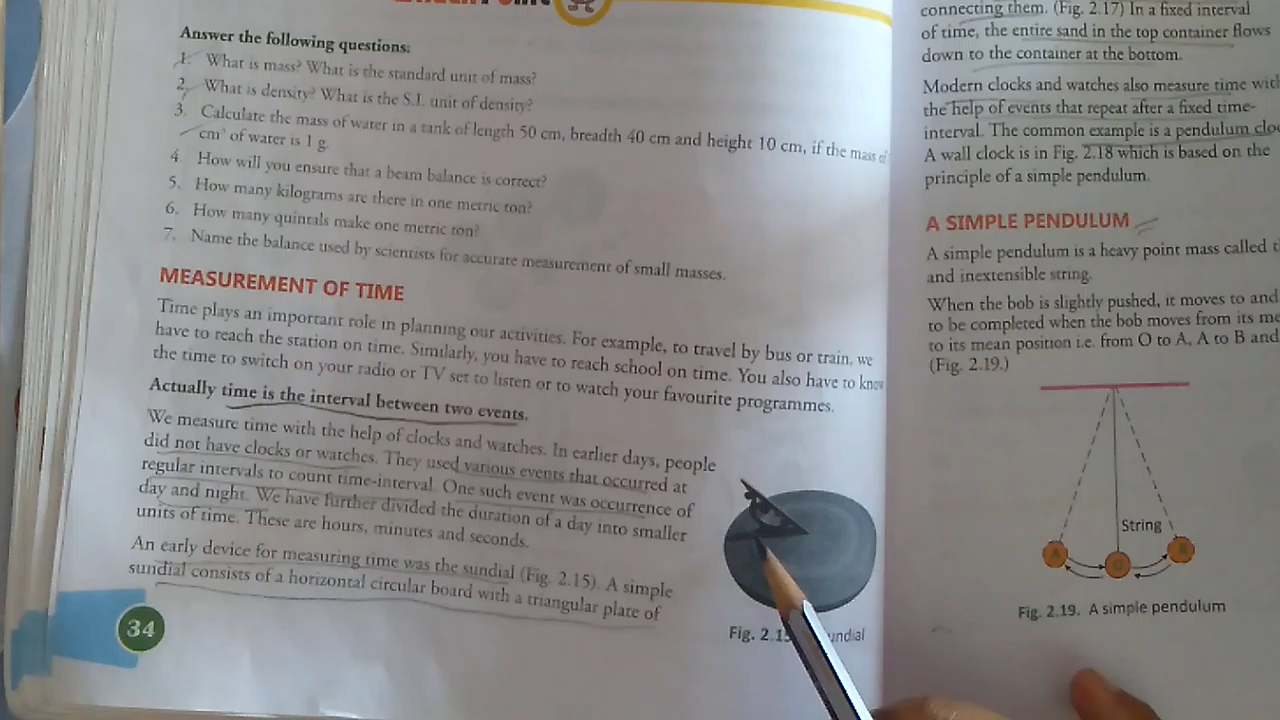 Answer the following questions:
1. What is mass? What is the standard unit of mass?
2. What is density? What is the S.I. unit of density?
3. Calculate the mass of water in a tank of length 50 cm, breadth 40 cm and height 10 cm, if the mass of
cm³ of water is 1 g.
4. How will you ensure that a beam balance is correct?
5. How many kilograms are there in one metric ton?
6. How many quintals make one metric ton?
7. Name the balance used by scientists for accurate measurement of small masses.
MEASUREMENT OF TIME
Time plays an important role in planning our activities. For example, to travel by bus or train, we
have to reach the station on time. Similarly, you have to reach school on time. You also have to know
the time to switch on your radio or TV set to listen or to watch your favourite programmes.
Actually time is the interval between two events.
We measure time with the help of clocks and watches. In earlier days, people
did not have clocks or watches. They used various events that occurred at
regular intervals to count time-interval. One such event was occurrence of
day and night. We have further divided the duration of a day into smaller
units of time. These are hours, minutes and seconds.
An early device for measuring time was the sundial (Fig. 2.15). A simple
sundial consists of a horizontal circular board with a triangular plate of
34
Fig. 2.15 undial
connecting them. (Fig. 2.17) In a fixed interval
of time, the entire sand in the top container flows
down to the container at the bottom.
Modern clocks and watches also measure time with
the help of events that repeat after a fixed time-
interval. The common example is a pendulum clo
A wall clock is in Fig. 2.18 which is based on the
principle of a simple pendulum.
A SIMPLE PENDULUM
A simple pendulum is a heavy point mass called t
and inextensible string.
When the bob is slightly pushed, it moves to and
to be completed when the bob moves from its me
to its mean position i.e. from O to A, A to B and
(Fig. 2.19.)
String
A
O
B
Fig. 2.19. A simple pendulum